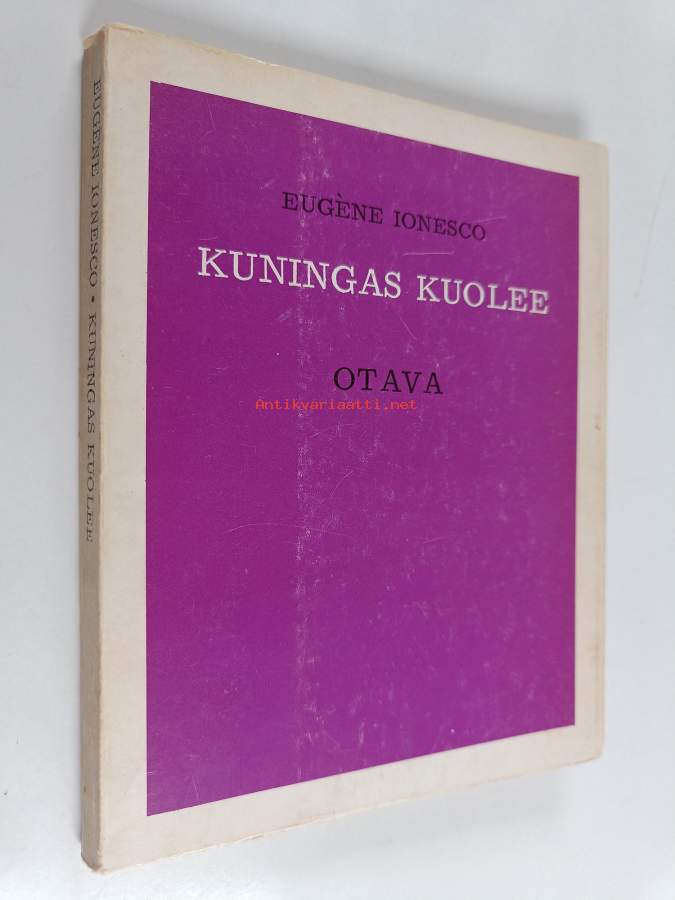 EUGÈNE IONESCO
KUNINGAS KUOLEE
OTAVA
Antikvariaatti.net
EUGÈNE IONESCO • KUNINGAS KUOLEE